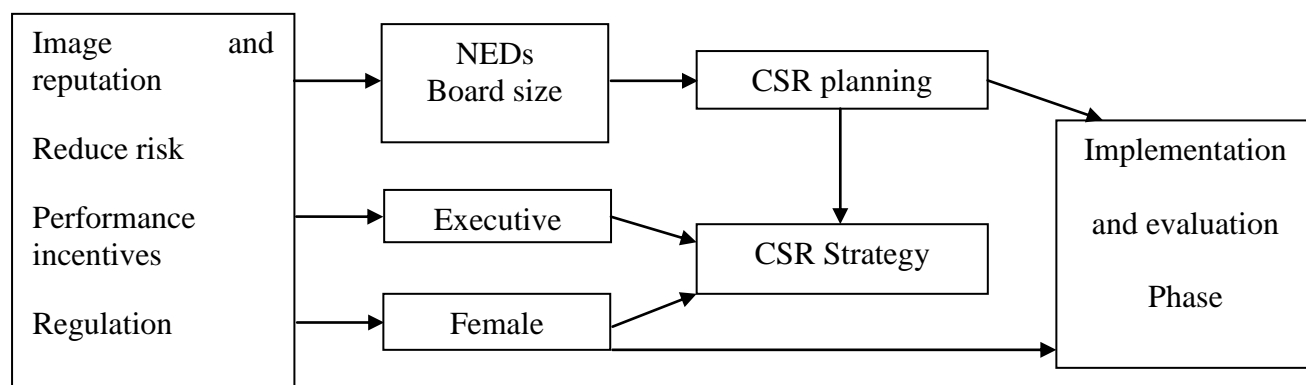 Image and
reputation
Reduce risk
Performance
incentives
Regulation
NEDs
Board size
Executive
Female
CSR planning
CSR Strategy
Implementation
and evaluation
Phase